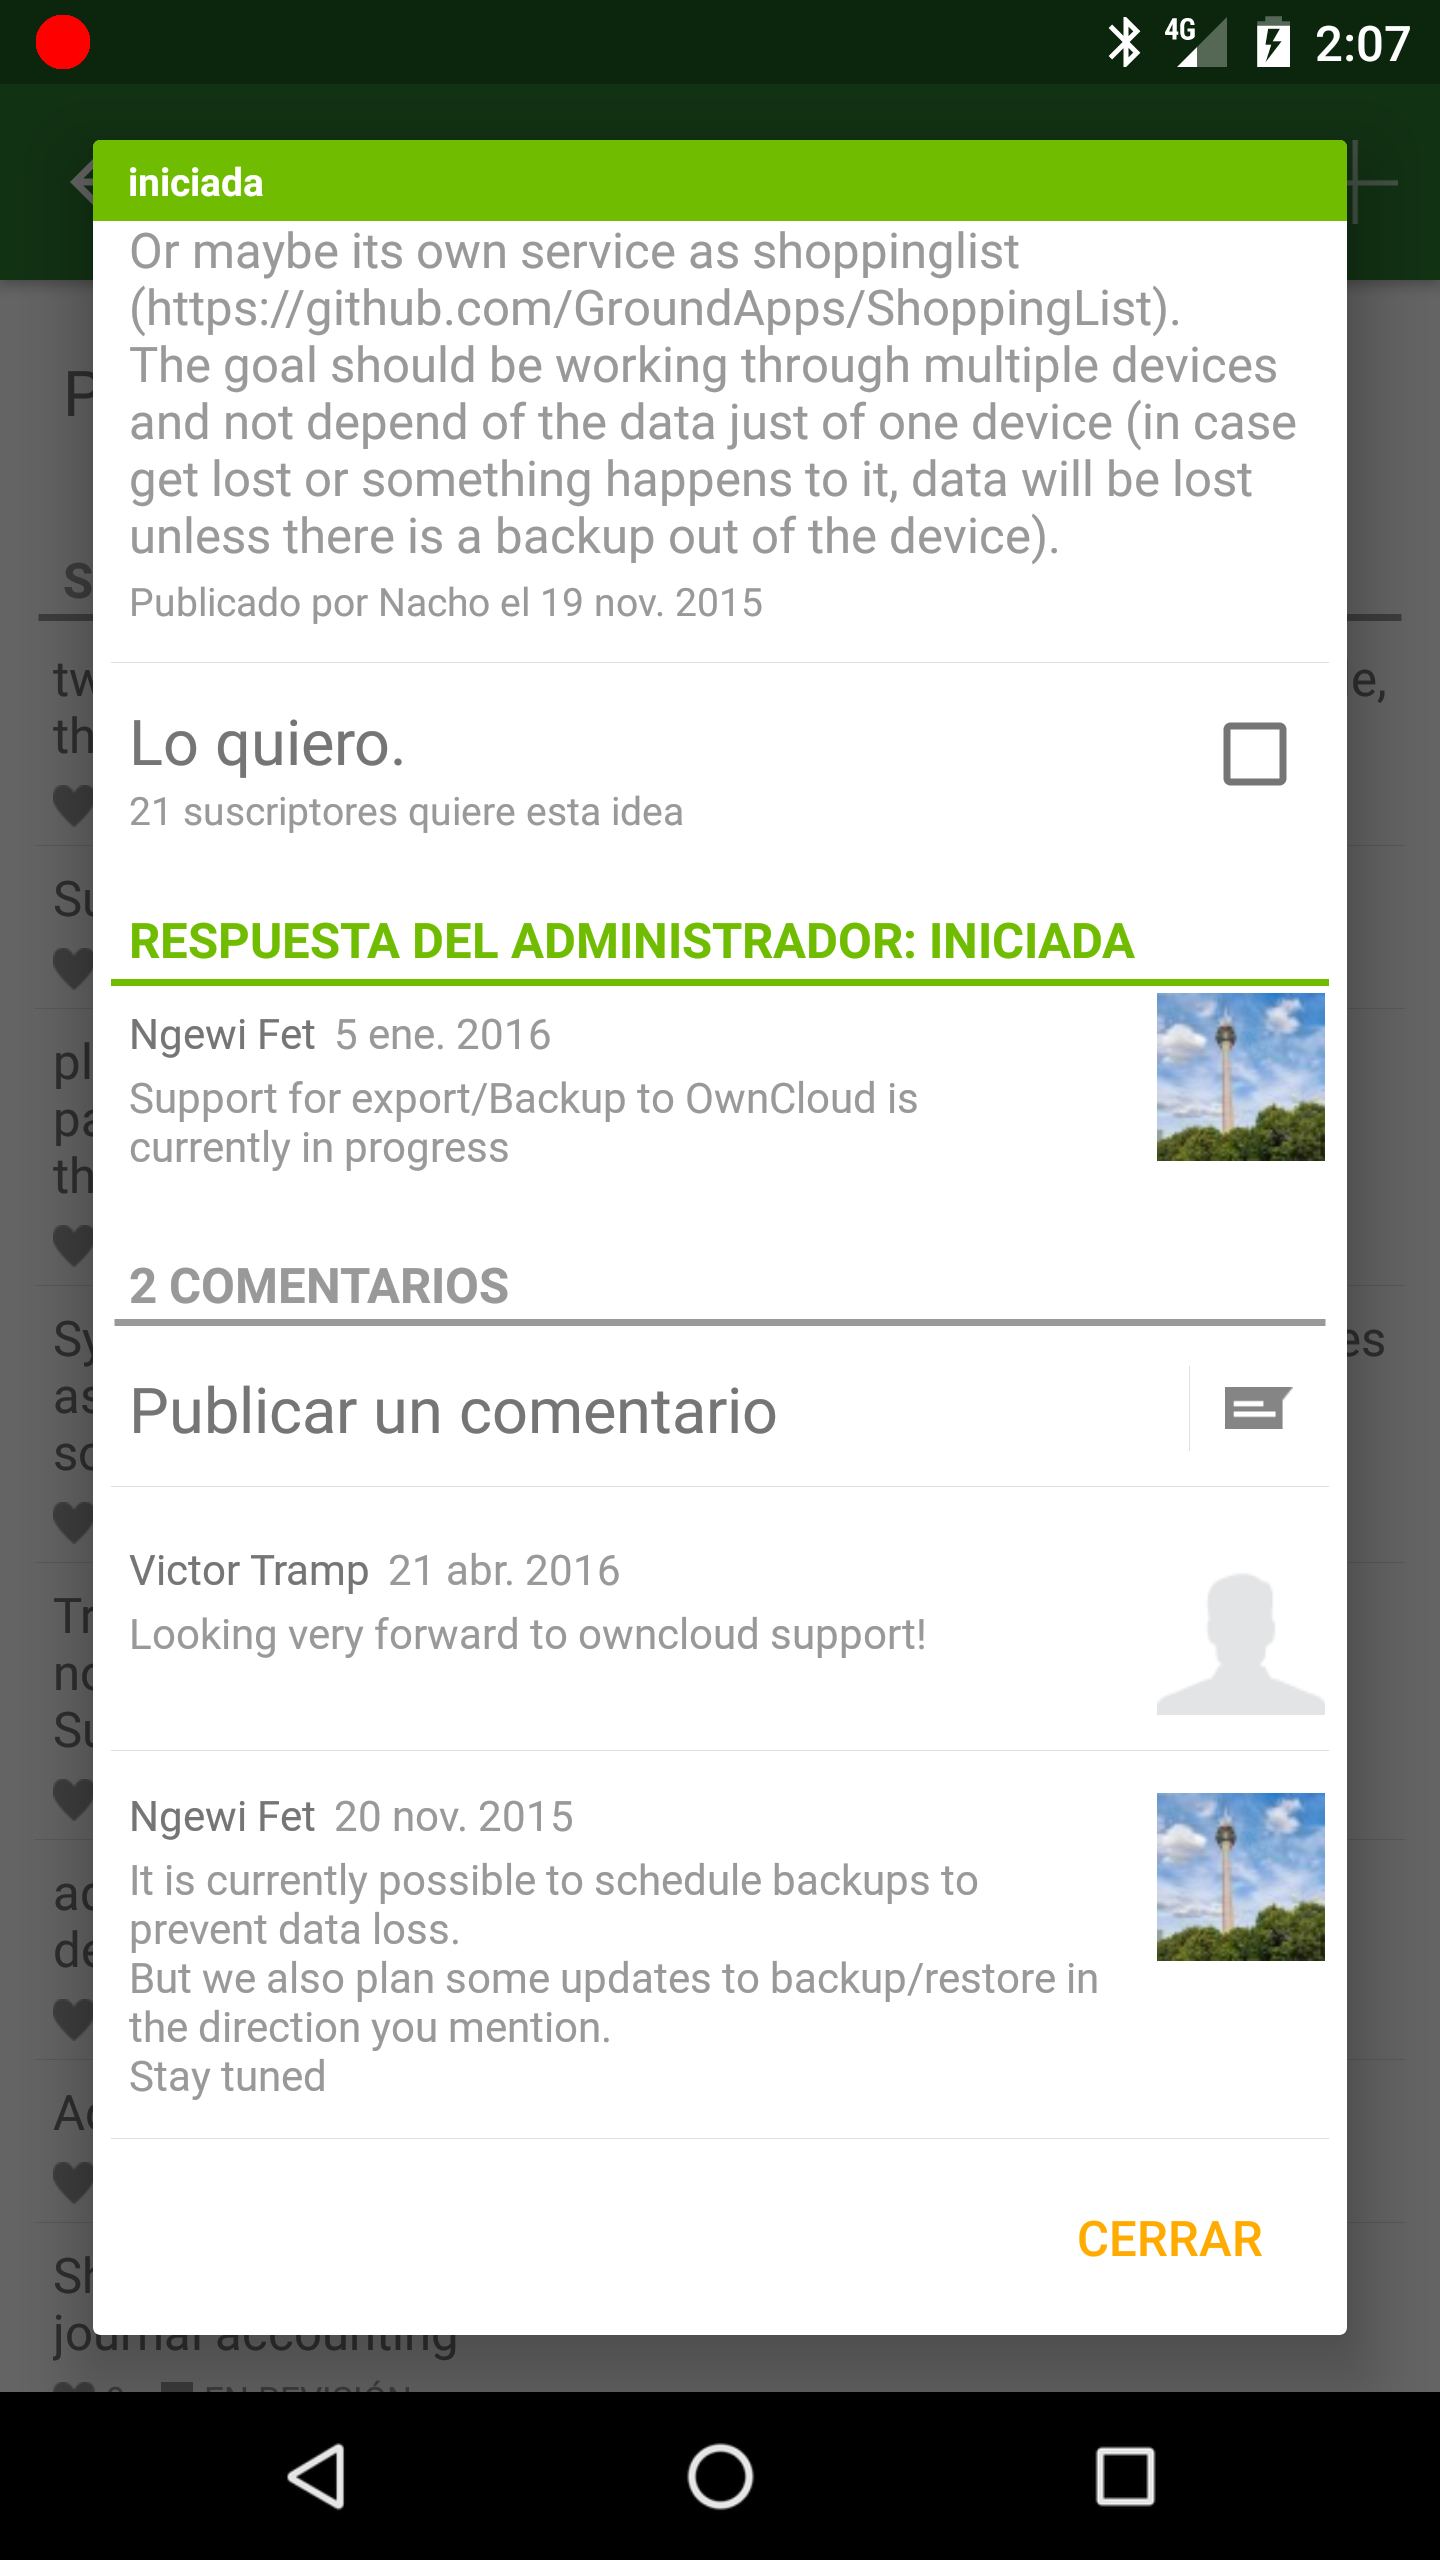 4G 2:07
iniciada
Or maybe its own service as shoppinglist
(https://github.com/GroundApps/ShoppingList).
The goal should be working through multiple devices
and not depend of the data just of one device (in case
get lost or something happens to it, data will be lost
unless there is a backup out of the device).
Publicado por Nacho el 19 nov. 2015
Lo quiero.
21 suscriptores quiere esta idea
RESPUESTA DEL ADMINISTRADOR: INICIADA
Ngewi Fet 5 ene. 2016
Support for export/Backup to OwnCloud is
currently in progress
2 COMENTARIOS
Publicar un comentario
Victor Tramp 21 abr. 2016
Looking very forward to owncloud support!
Ngewi Fet 20 nov. 2015
It is currently possible to schedule backups to
prevent data loss.
But we also plan some updates to backup/restore in
the direction you mention.
Stay tuned
CERRAR
journal accounting
EN REVISIÓN